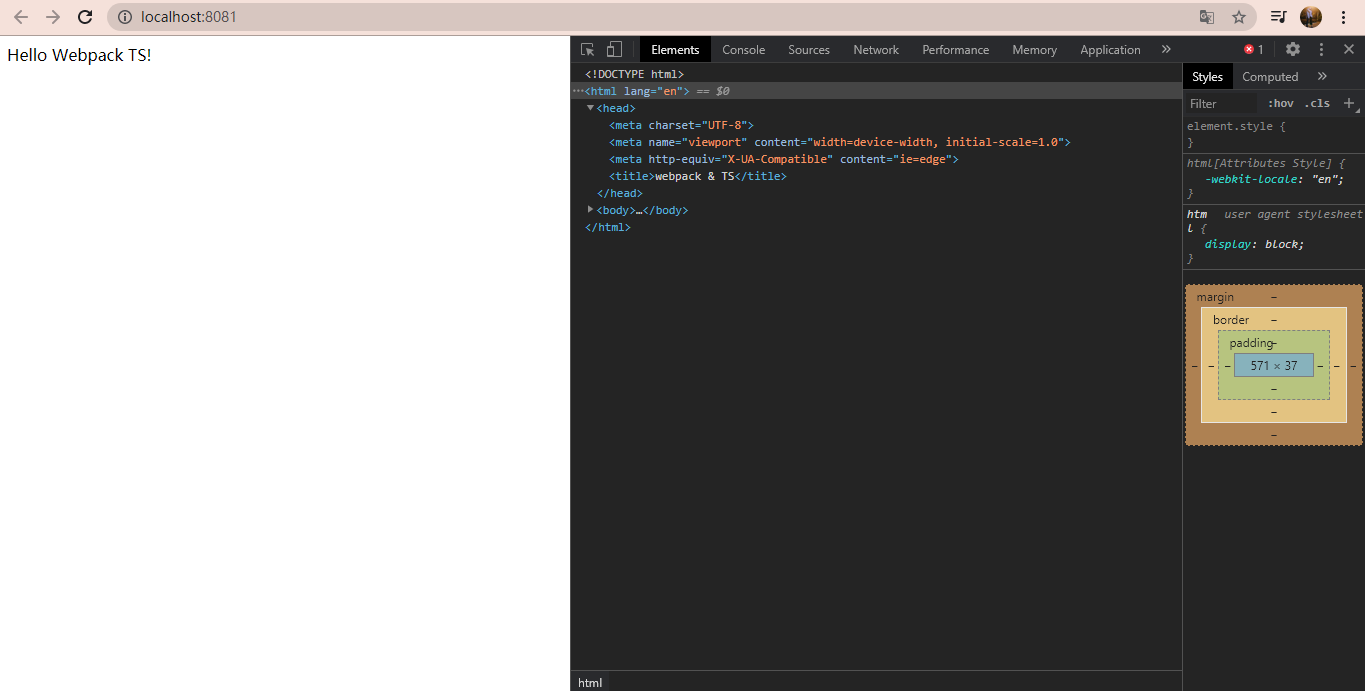 localhost:8081
Hello Webpack TS!
Elements Console Sources Network Performance Memory Application » 1
<!DOCTYPE html>
⋯<html lang="en"> == $0
<head>
<meta charset="UTF-8">
<meta name="viewport" content="width=device-width, initial-scale=1.0">
<meta http-equiv="X-UA-Compatible" content="ie=edge">
<title>webpack & TS</title>
</head>
<body>…</body>
</html>
html
Styles Computed »
Filter :hov .cls +
element.style {
}
html[Attributes Style] {
-webkit-locale: "en";
}
htm user agent stylesheet
l {
display: block;
}
margin –
border –
padding–
– – – 571 × 37 – – –
–
–
–